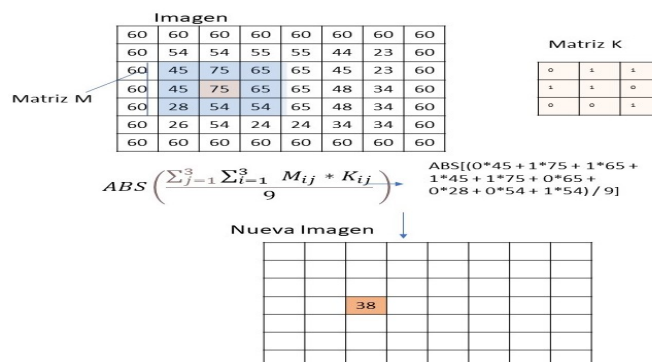 Imagen
60 60 60 60 60 60 60 60
60 54 54 55 55 44 23 60
60 45 75 65 65 45 23 60
60 45 75 65 65 48 34 60
60 28 54 54 65 48 34 60
60 26 54 24 24 34 34 60
60 60 60 60 60 60 60 60
Matriz M
Matriz K
0 1 1
1 1 0
0 0 1
ABS ( ∑³ⱼ₌₁ ∑³ᵢ₌₁ Mᵢⱼ * Kᵢⱼ / 9 )
ABS[(0*45 + 1*75 + 1*65 +
1*45 + 1*75 + 0*65 +
0*28 + 0*54 + 1*54) / 9]
Nueva Imagen
38